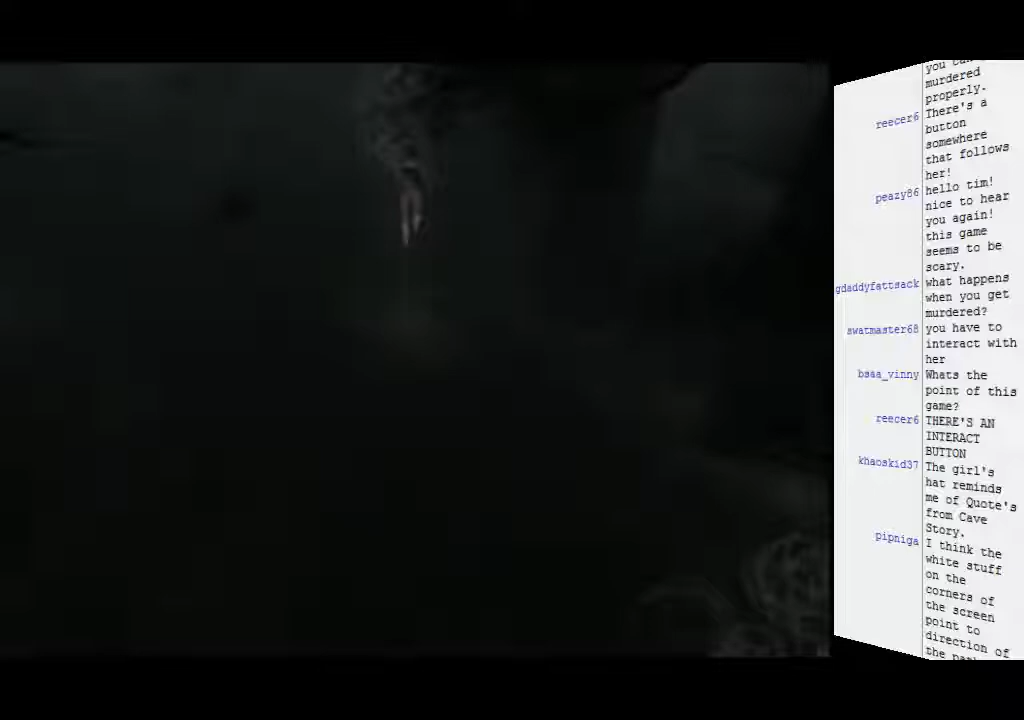 you can
murdered
properly.
reecer6 There's a
button
somewhere
that follows
her!
peazy86 hello tim!
nice to hear
you again!
this game
seems to be
scary.
gdaddyfattsack what happens
when you get
murdered?
swatmaster68 you have to
interact with
her
bsaa_vinny Whats the
point of this
game?
reecer6 THERE'S AN
INTERACT
BUTTON
khaoskid37 The girl's
hat reminds
me of Quote's
from Cave
Story.
pipniga I think the
white stuff
on the
corners of
the screen
point to
direction of
the